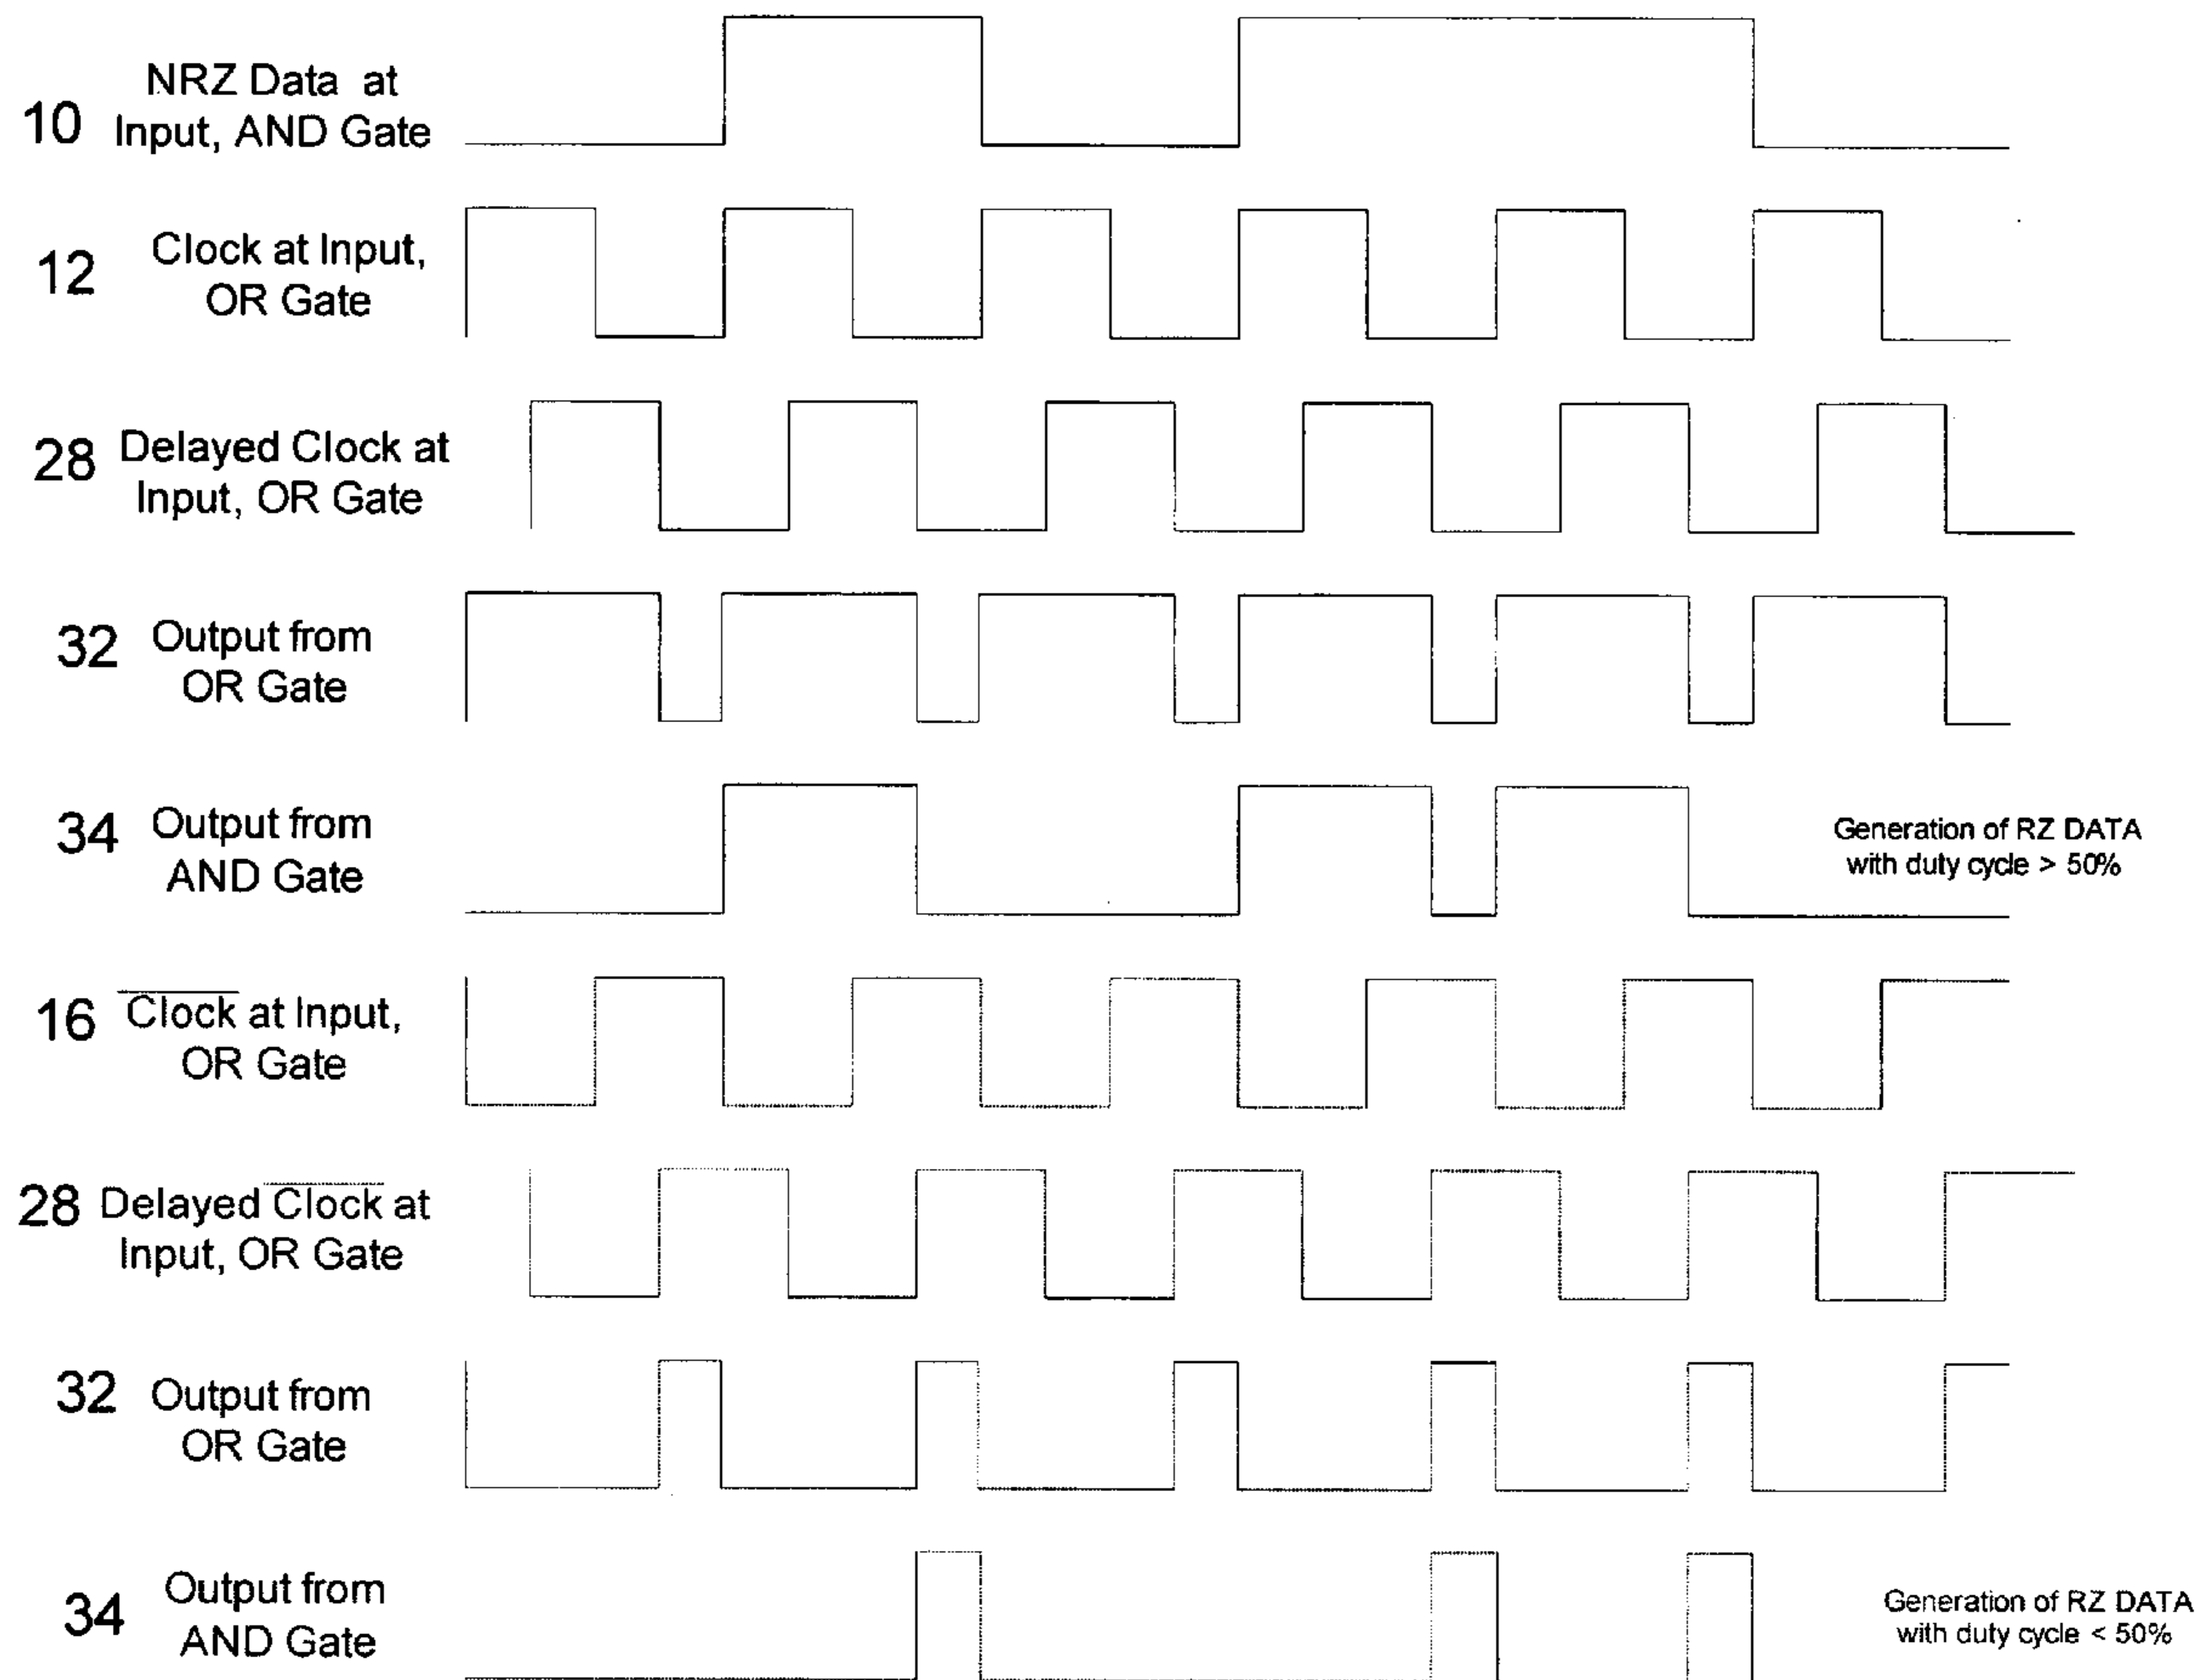 NRZ Data at
10 Input, AND Gate
12 Clock at Input,
OR Gate
28 Delayed Clock at
Input, OR Gate
32 Output from
OR Gate
34 Output from
AND Gate
Generation of RZ DATA
with duty cycle > 50%
16 C̅l̅o̅c̅k̅ at Input,
OR Gate
28 Delayed C̅l̅o̅c̅k̅ at
Input, OR Gate
32 Output from
OR Gate
34 Output from
AND Gate
Generation of RZ DATA
with duty cycle < 50%